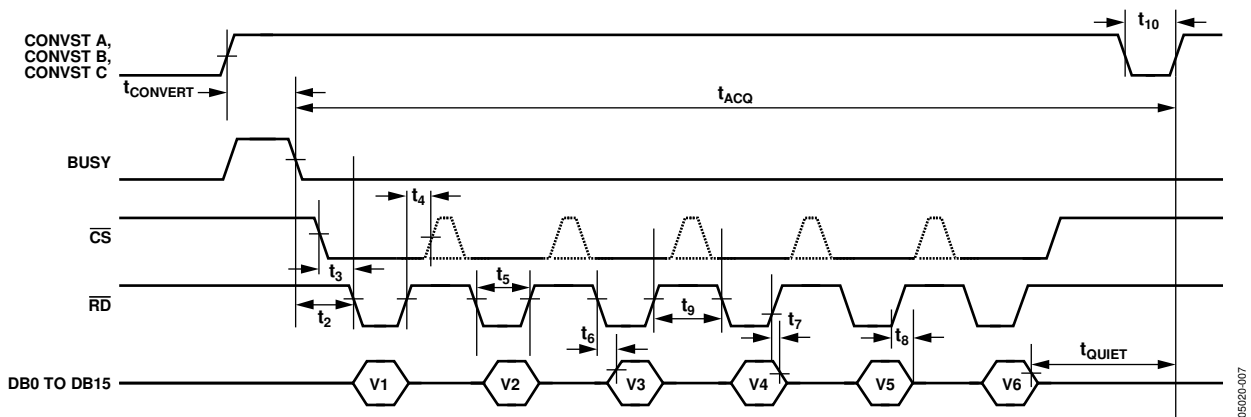 CONVST A,
CONVST B,
CONVST C
t10
tCONVERT
tACQ
BUSY
t4
CS
t3
t5
RD
t2
t9
t7
t6
t8
tQUIET
DB0 TO DB15
V1
V2
V3
V4
V5
V6
05020-007